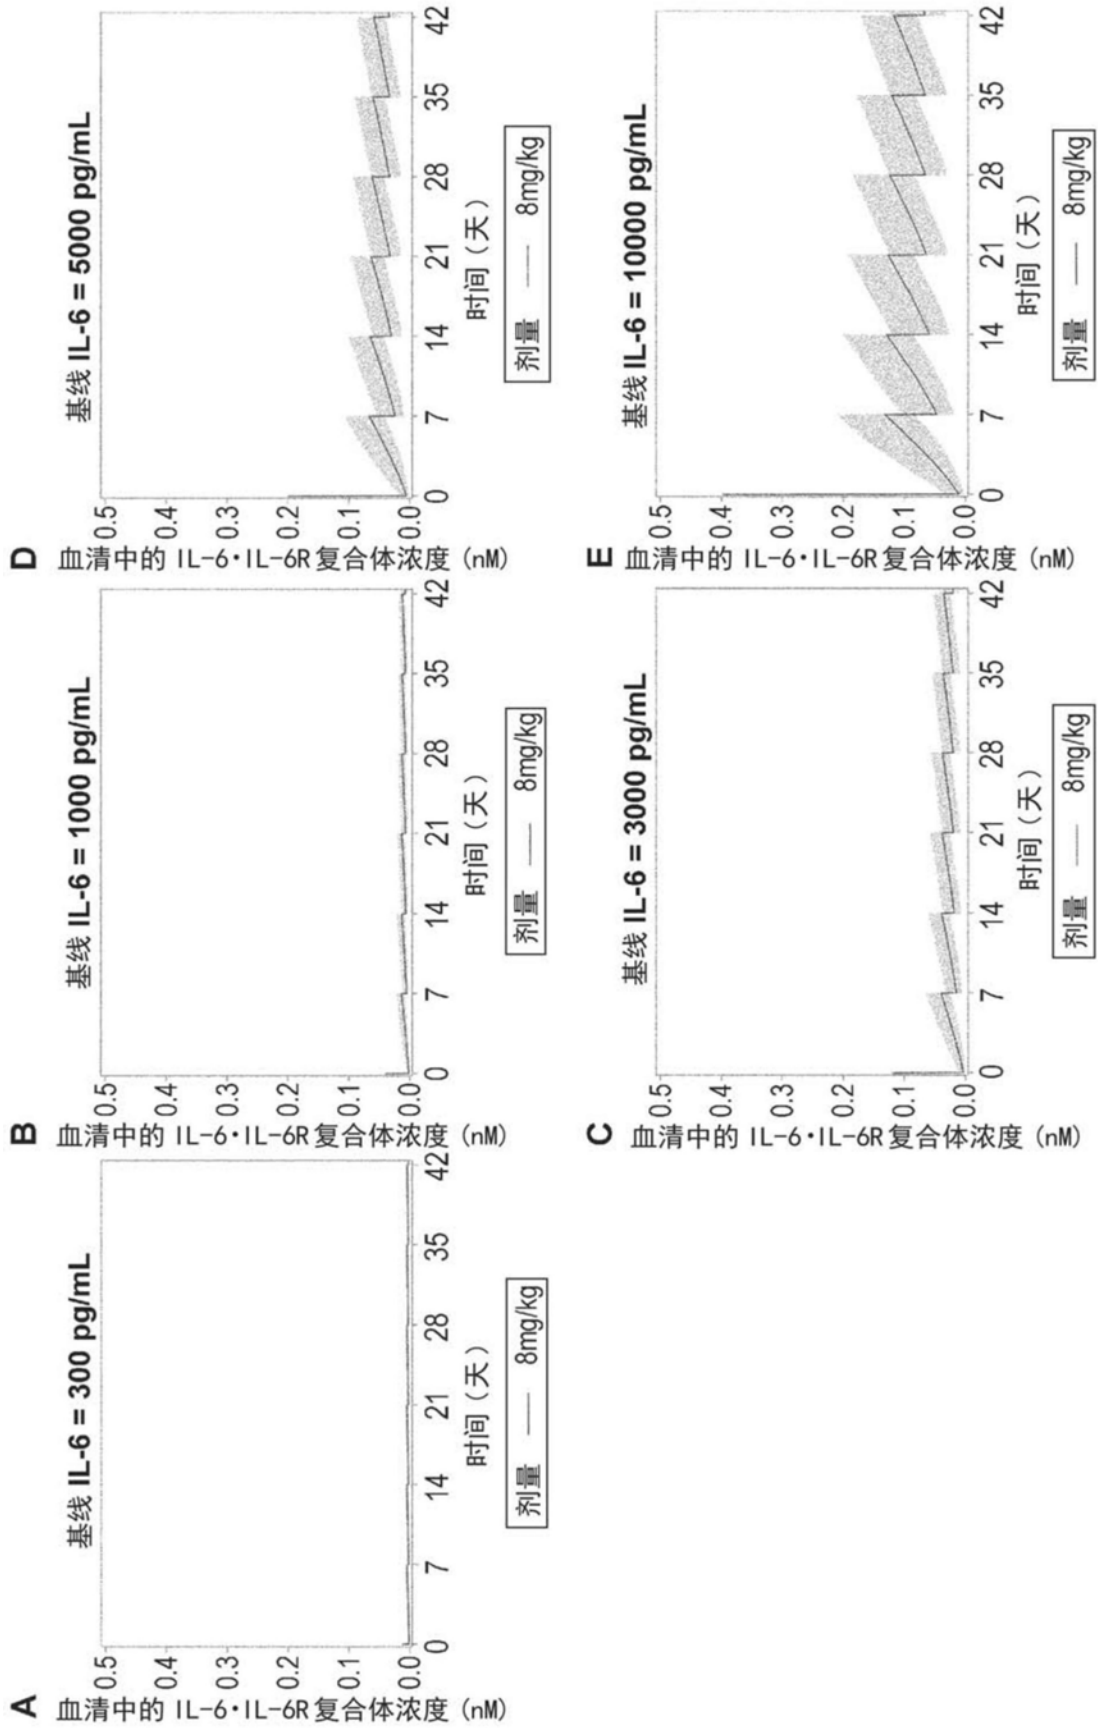 A
基线 IL-6 = 300 pg/mL
血清中的 IL-6·IL-6R 复合体浓度 (nM)
0.5
0.4
0.3
0.2
0.1
0.0
0 7 14 21 28 35 42
时间（天）
剂量 — 8mg/kg
B
基线 IL-6 = 1000 pg/mL
血清中的 IL-6·IL-6R 复合体浓度 (nM)
0.5
0.4
0.3
0.2
0.1
0.0
0 7 14 21 28 35 42
时间（天）
剂量 — 8mg/kg
D
基线 IL-6 = 5000 pg/mL
血清中的 IL-6·IL-6R 复合体浓度 (nM)
0.5
0.4
0.3
0.2
0.1
0.0
0 7 14 21 28 35 42
时间（天）
剂量 — 8mg/kg
C
基线 IL-6 = 3000 pg/mL
血清中的 IL-6·IL-6R 复合体浓度 (nM)
0.5
0.4
0.3
0.2
0.1
0.0
0 7 14 21 28 35 42
时间（天）
剂量 — 8mg/kg
E
基线 IL-6 = 10000 pg/mL
血清中的 IL-6·IL-6R 复合体浓度 (nM)
0.5
0.4
0.3
0.2
0.1
0.0
0 7 14 21 28 35 42
时间（天）
剂量 — 8mg/kg